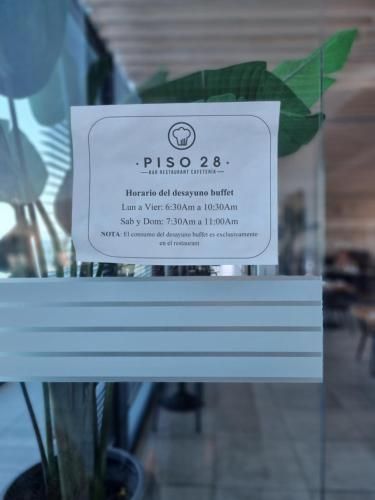 · PISO 28 ·
BAR RESTAURANT CAFETERIA
Horario del desayuno buffet
Lun a Vier: 6:30Am a 10:30Am
Sab y Dom: 7:30Am a 11:00Am
NOTA: El consumo del desayuno buffet es exclusivamente
en el restaurant